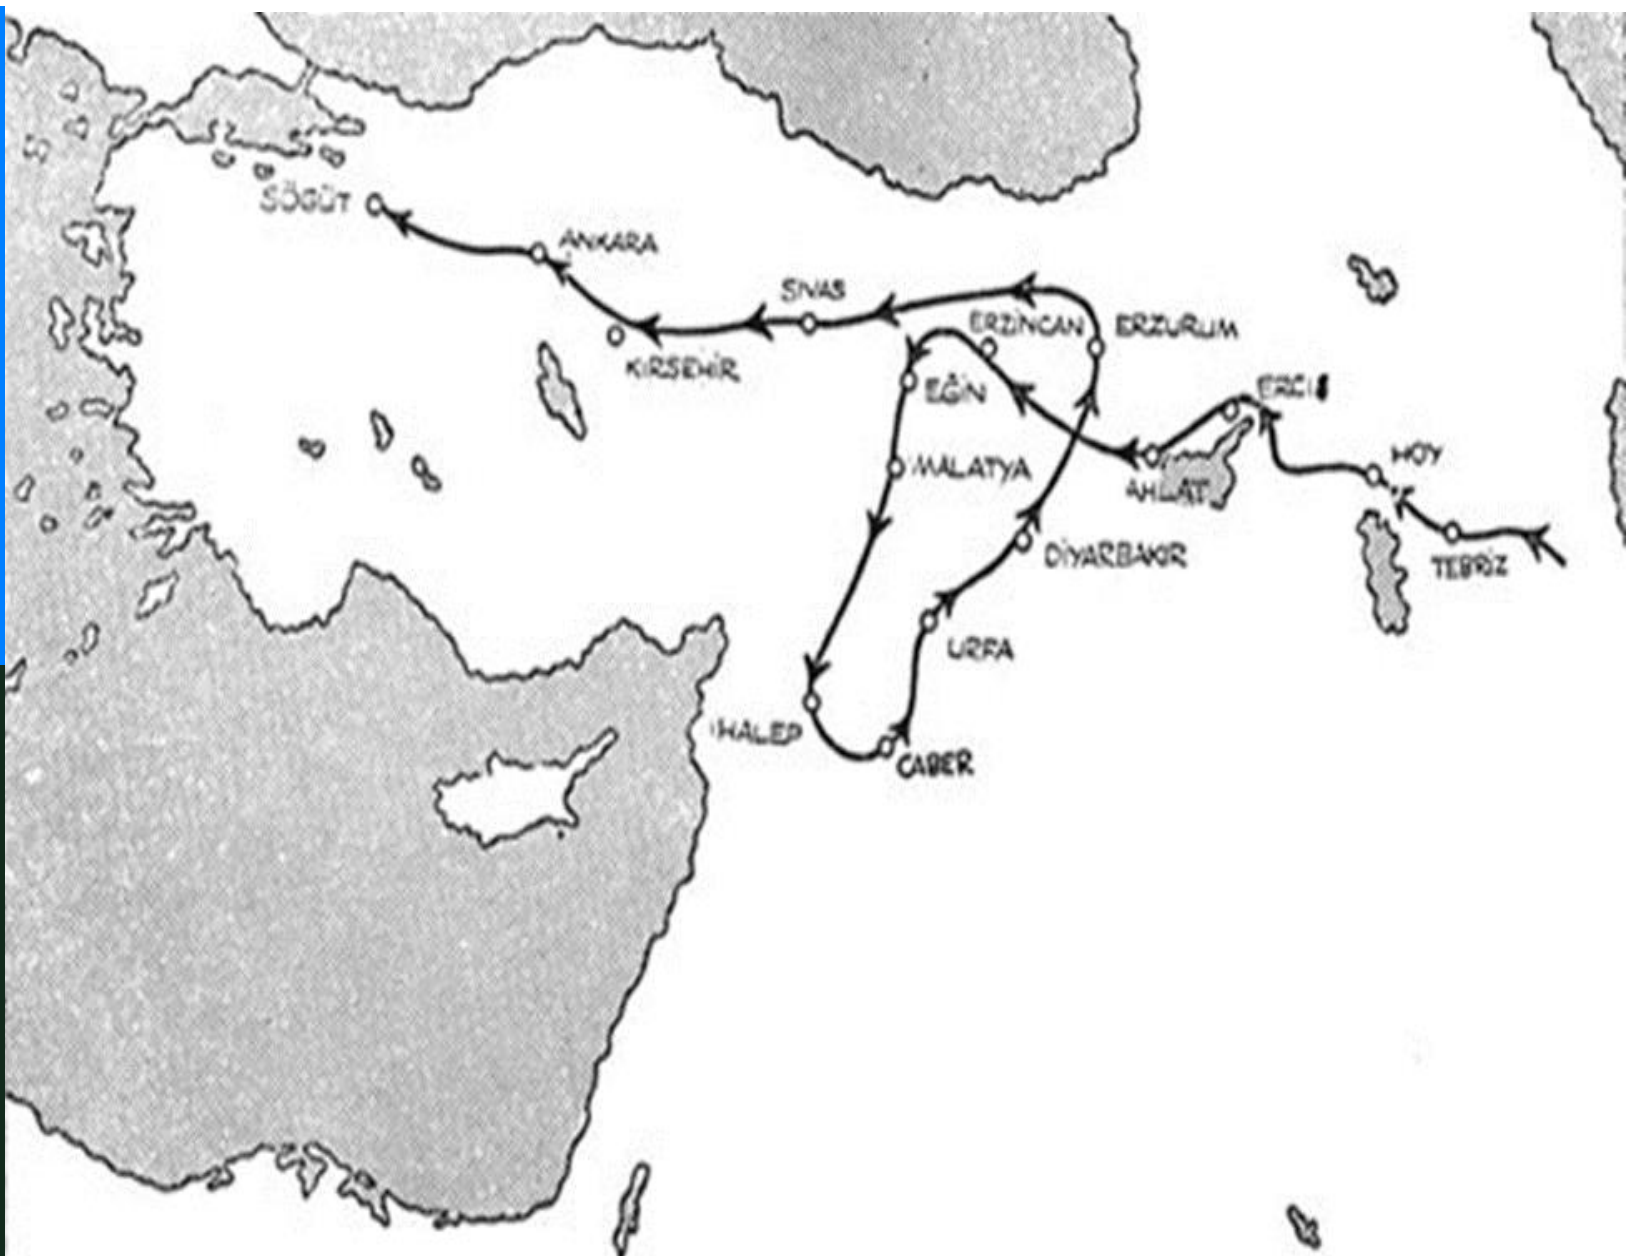 SÖGÜT
ANKARA
SIVAS
ERZİNCAN
ERZURUM
KIRŞEHİR
EĞİN
ERCİŞ
HOY
MALATYA
AHLAT
DİYARBAKIR
TEBRİZ
URFA
HALEP
CABER